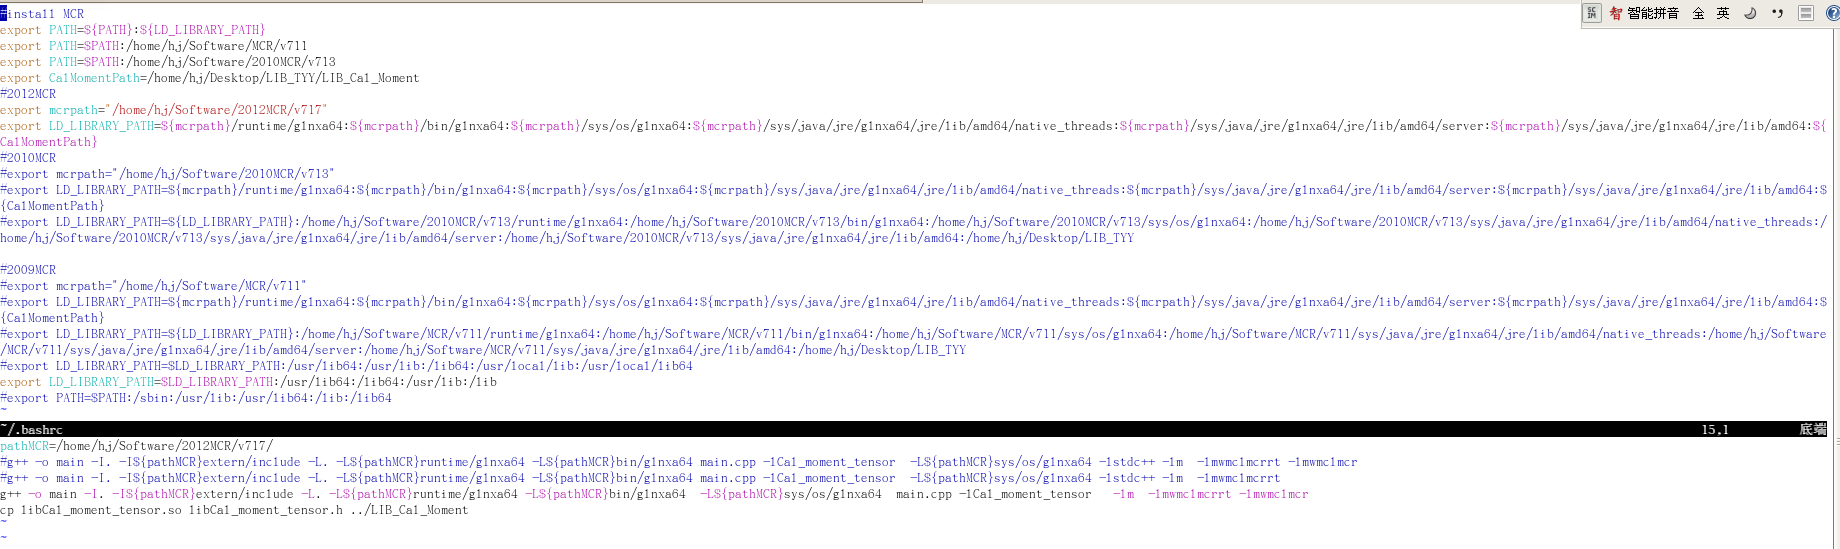 #install MCR
智能拼音 全 英
export PATH=${PATH}:${LD_LIBRARY_PATH}
export PATH=$PATH:/home/hj/Software/MCR/v711
export PATH=$PATH:/home/hj/Software/2010MCR/v713
export CalMomentPath=/home/hj/Desktop/LIB_TYY/LIB_Cal_Moment
#2012MCR
export mcrpath="/home/hj/Software/2012MCR/v717"
export LD_LIBRARY_PATH=${mcrpath}/runtime/glnxa64:${mcrpath}/bin/glnxa64:${mcrpath}/sys/os/glnxa64:${mcrpath}/sys/java/jre/glnxa64/jre/lib/amd64/native_threads:${mcrpath}/sys/java/jre/glnxa64/jre/lib/amd64/server:${mcrpath}/sys/java/jre/glnxa64/jre/lib/amd64:${
CalMomentPath}
#2010MCR
#export mcrpath="/home/hj/Software/2010MCR/v713"
#export LD_LIBRARY_PATH=${mcrpath}/runtime/glnxa64:${mcrpath}/bin/glnxa64:${mcrpath}/sys/os/glnxa64:${mcrpath}/sys/java/jre/glnxa64/jre/lib/amd64/native_threads:${mcrpath}/sys/java/jre/glnxa64/jre/lib/amd64/server:${mcrpath}/sys/java/jre/glnxa64/jre/lib/amd64:$
{CalMomentPath}
#export LD_LIBRARY_PATH=${LD_LIBRARY_PATH}:/home/hj/Software/2010MCR/v713/runtime/glnxa64:/home/hj/Software/2010MCR/v713/bin/glnxa64:/home/hj/Software/2010MCR/v713/sys/os/glnxa64:/home/hj/Software/2010MCR/v713/sys/java/jre/glnxa64/jre/lib/amd64/native_threads:/
home/hj/Software/2010MCR/v713/sys/java/jre/glnxa64/jre/lib/amd64/server:/home/hj/Software/2010MCR/v713/sys/java/jre/glnxa64/jre/lib/amd64:/home/hj/Desktop/LIB_TYY
#2009MCR
#export mcrpath="/home/hj/Software/MCR/v711"
#export LD_LIBRARY_PATH=${mcrpath}/runtime/glnxa64:${mcrpath}/bin/glnxa64:${mcrpath}/sys/os/glnxa64:${mcrpath}/sys/java/jre/glnxa64/jre/lib/amd64/native_threads:${mcrpath}/sys/java/jre/glnxa64/jre/lib/amd64/server:${mcrpath}/sys/java/jre/glnxa64/jre/lib/amd64:$
{CalMomentPath}
#export LD_LIBRARY_PATH=${LD_LIBRARY_PATH}:/home/hj/Software/MCR/v711/runtime/glnxa64:/home/hj/Software/MCR/v711/bin/glnxa64:/home/hj/Software/MCR/v711/sys/os/glnxa64:/home/hj/Software/MCR/v711/sys/java/jre/glnxa64/jre/lib/amd64/native_threads:/home/hj/Software
/MCR/v711/sys/java/jre/glnxa64/jre/lib/amd64/server:/home/hj/Software/MCR/v711/sys/java/jre/glnxa64/jre/lib/amd64:/home/hj/Desktop/LIB_TYY
#export LD_LIBRARY_PATH=$LD_LIBRARY_PATH:/usr/lib64:/usr/lib:/lib64:/usr/local/lib:/usr/local/lib64
export LD_LIBRARY_PATH=$LD_LIBRARY_PATH:/usr/lib64:/lib64:/usr/lib:/lib
#export PATH=$PATH:/sbin:/usr/lib:/usr/lib64:/lib:/lib64
~
~/.bashrc 15,1 底端
pathMCR=/home/hj/Software/2012MCR/v717/
#g++ -o main -I. -I${pathMCR}extern/include -L. -L${pathMCR}runtime/glnxa64 -L${pathMCR}bin/glnxa64 main.cpp -lCal_moment_tensor -L${pathMCR}sys/os/glnxa64 -lstdc++ -lm -lmwmclmcrrt -lmwmclmcr
#g++ -o main -I. -I${pathMCR}extern/include -L. -L${pathMCR}runtime/glnxa64 -L${pathMCR}bin/glnxa64 main.cpp -lCal_moment_tensor -L${pathMCR}sys/os/glnxa64 -lstdc++ -lm -lmwmclmcrrt
g++ -o main -I. -I${pathMCR}extern/include -L. -L${pathMCR}runtime/glnxa64 -L${pathMCR}bin/glnxa64 -L${pathMCR}sys/os/glnxa64 main.cpp -lCal_moment_tensor -lm -lmwmclmcrrt -lmwmclmcr
cp libCal_moment_tensor.so libCal_moment_tensor.h ../LIB_Cal_Moment
~
~